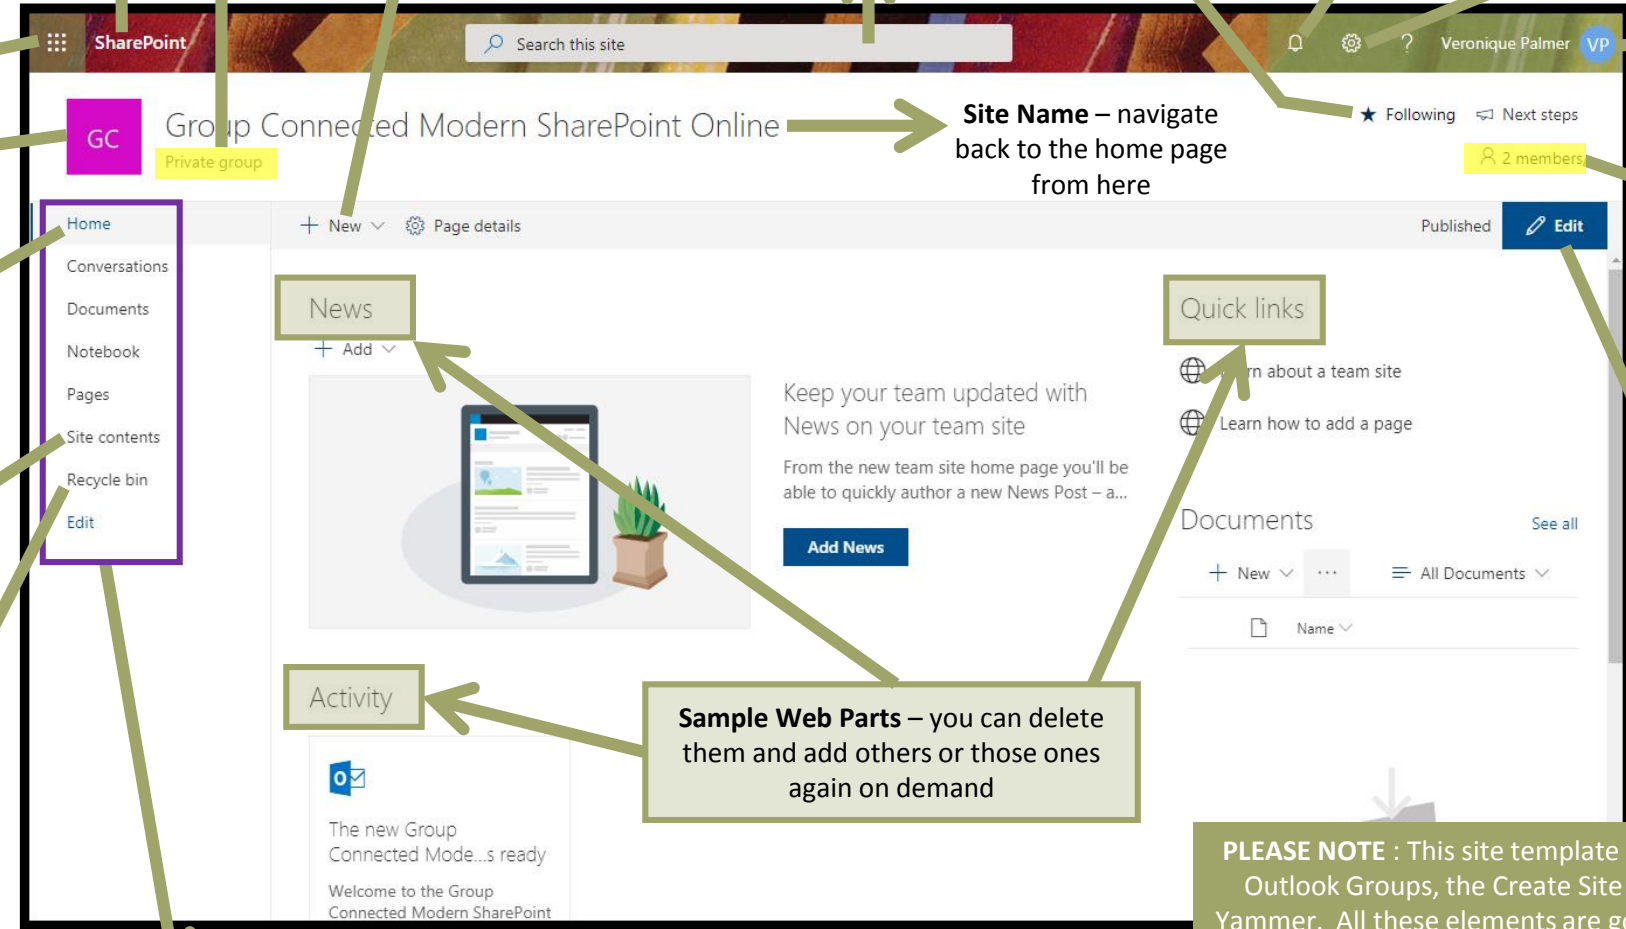 SharePoint
Search this site
? Veronique Palmer VP
GC
Group Connected Modern SharePoint Online
Private group
Site Name – navigate
back to the home page
from here
Following
Next steps
2 members
Home
Conversations
Documents
Notebook
Pages
Site contents
Recycle bin
Edit
New
Page details
Published
Edit
News
Add
Keep your team updated with
News on your team site
From the new team site home page you'll be
able to quickly author a new News Post – a...
Add News
Quick links
about a team site
Learn how to add a page
Documents
See all
New ...
All Documents
Name
Activity
The new Group
Connected Mode...s ready
Welcome to the Group
Connected Modern SharePoint
Sample Web Parts – you can delete
them and add others or those ones
again on demand
PLEASE NOTE : This site template
Outlook Groups, the Create Site
Yammer. All these elements are